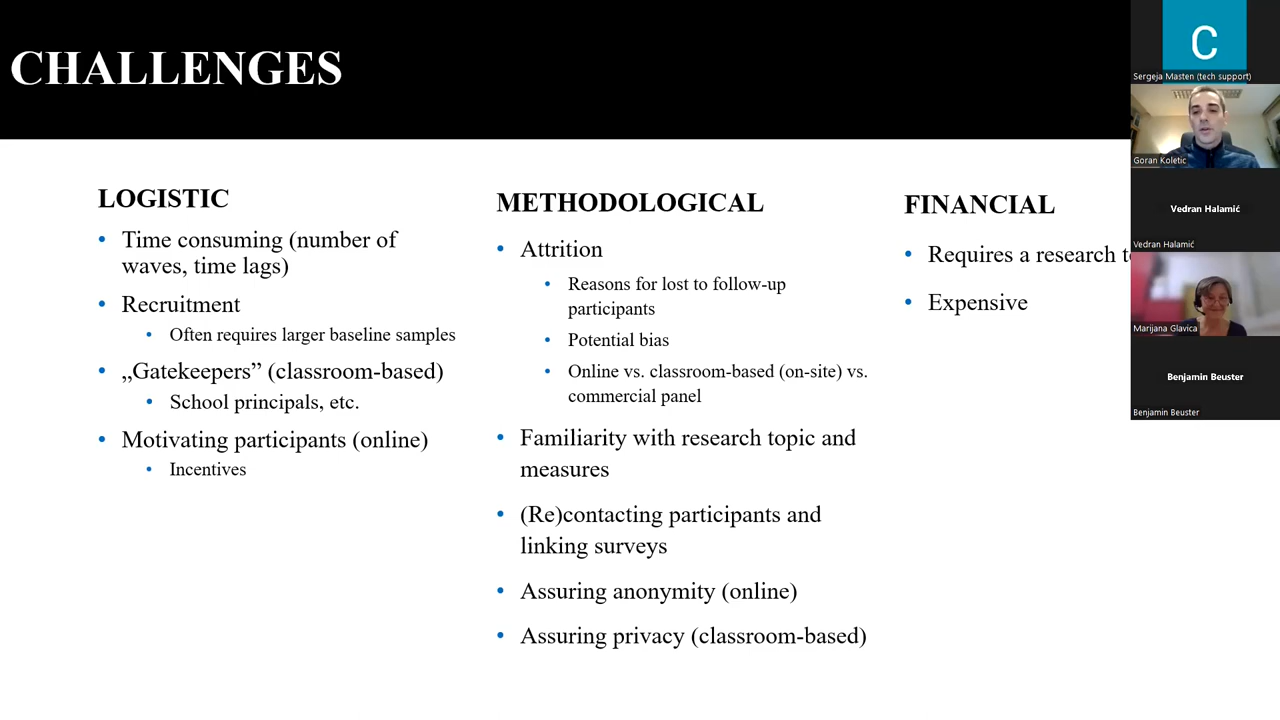 CHALLENGES
LOGISTIC
• Time consuming (number of
waves, time lags)
• Recruitment
• Often requires larger baseline samples
• „Gatekeepers” (classroom-based)
• School principals, etc.
• Motivating participants (online)
• Incentives
METHODOLOGICAL
• Attrition
• Reasons for lost to follow-up
participants
• Potential bias
• Online vs. classroom-based (on-site) vs.
commercial panel
• Familiarity with research topic and
measures
• (Re)contacting participants and
linking surveys
• Assuring anonymity (online)
• Assuring privacy (classroom-based)
FINANCIAL
• Requires a research
• Expensive
C
Sergeja Masten (tech support)
Goran Koletic
Vedran Halamić
Vedran Halamić
Marijana Glavica
Benjamin Beuster
Benjamin Beuster